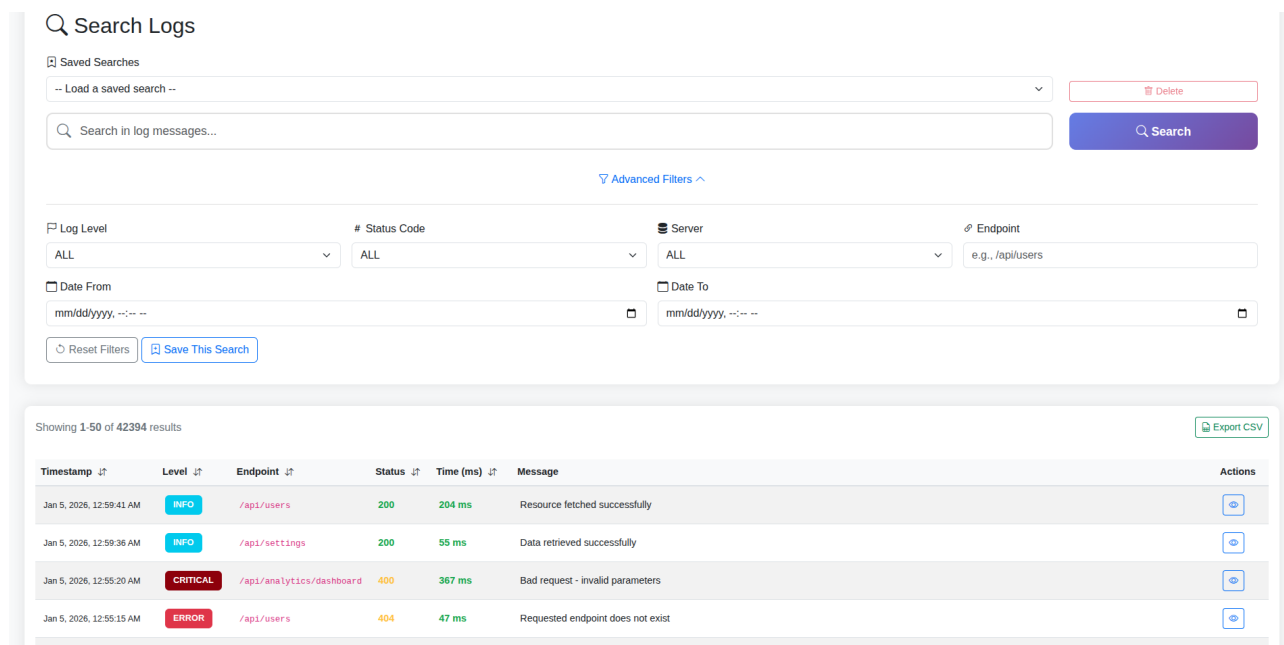 Search Logs
Saved Searches
-- Load a saved search --
Delete
Search in log messages...
Search
Advanced Filters
Log Level
# Status Code
Server
Endpoint
ALL
ALL
ALL
e.g., /api/users
Date From
Date To
mm/dd/yyyy, --:-- --
mm/dd/yyyy, --:-- --
Reset Filters
Save This Search
Showing 1-50 of 42394 results
Export CSV
Timestamp Level Endpoint Status Time (ms) Message Actions
Jan 5, 2026, 12:59:41 AM INFO /api/users 200 204 ms Resource fetched successfully
Jan 5, 2026, 12:59:36 AM INFO /api/settings 200 55 ms Data retrieved successfully
Jan 5, 2026, 12:55:20 AM CRITICAL /api/analytics/dashboard 400 367 ms Bad request - invalid parameters
Jan 5, 2026, 12:55:15 AM ERROR /api/users 404 47 ms Requested endpoint does not exist